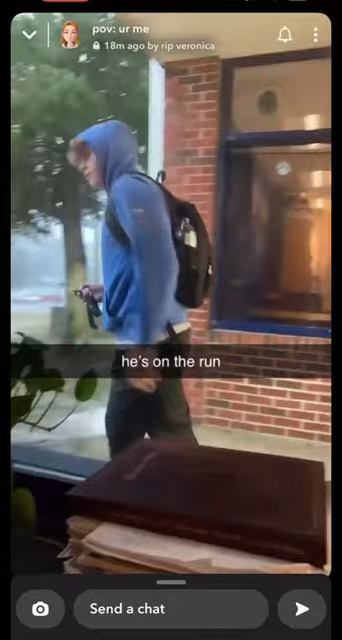 pov: ur me
18m ago by rip veronica
he's on the run
Send a chat